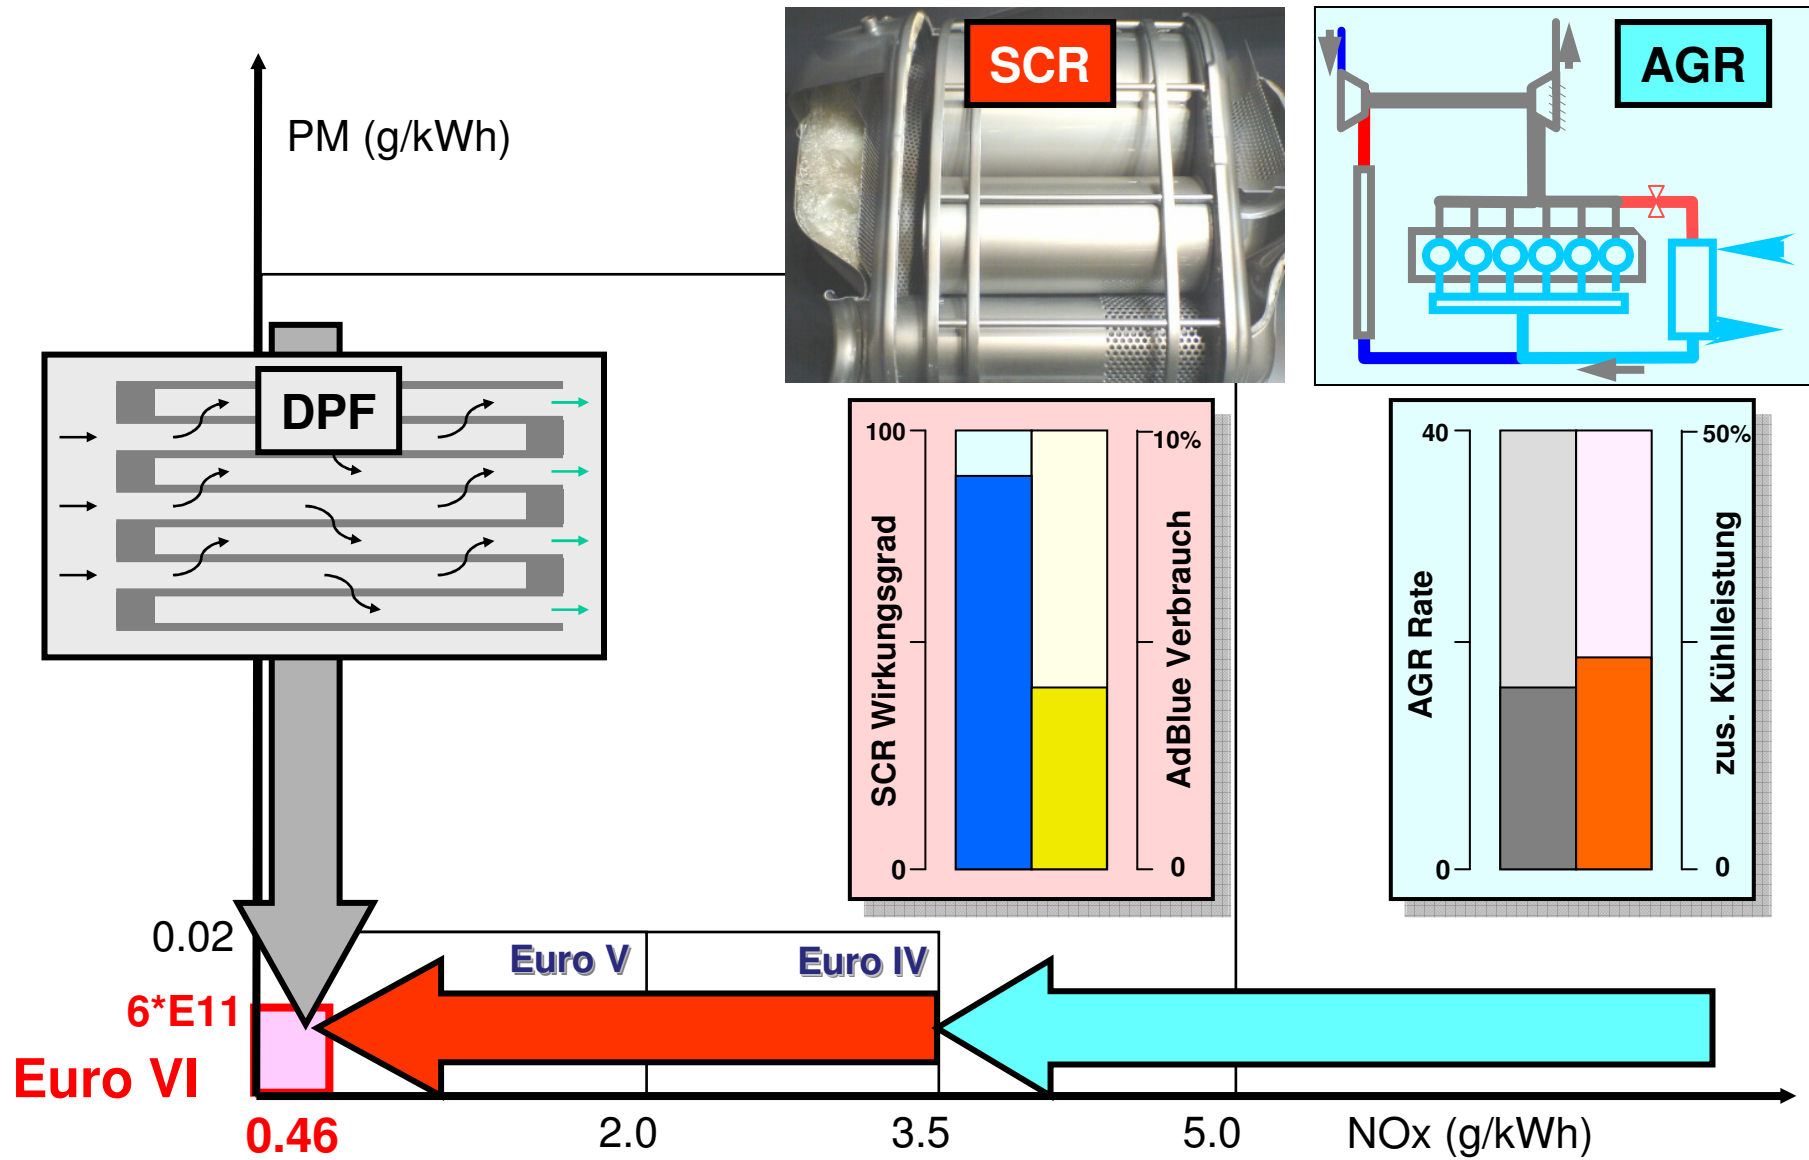 SCR
AGR
PM (g/kWh)
DPF
100
10%
SCR Wirkungsgrad
AdBlue Verbrauch
0
0
40
50%
AGR Rate
zus. Kühlleistung
0
0
0.02
Euro V
Euro IV
6*E11
Euro VI
0.46
2.0
3.5
5.0
NOx (g/kWh)